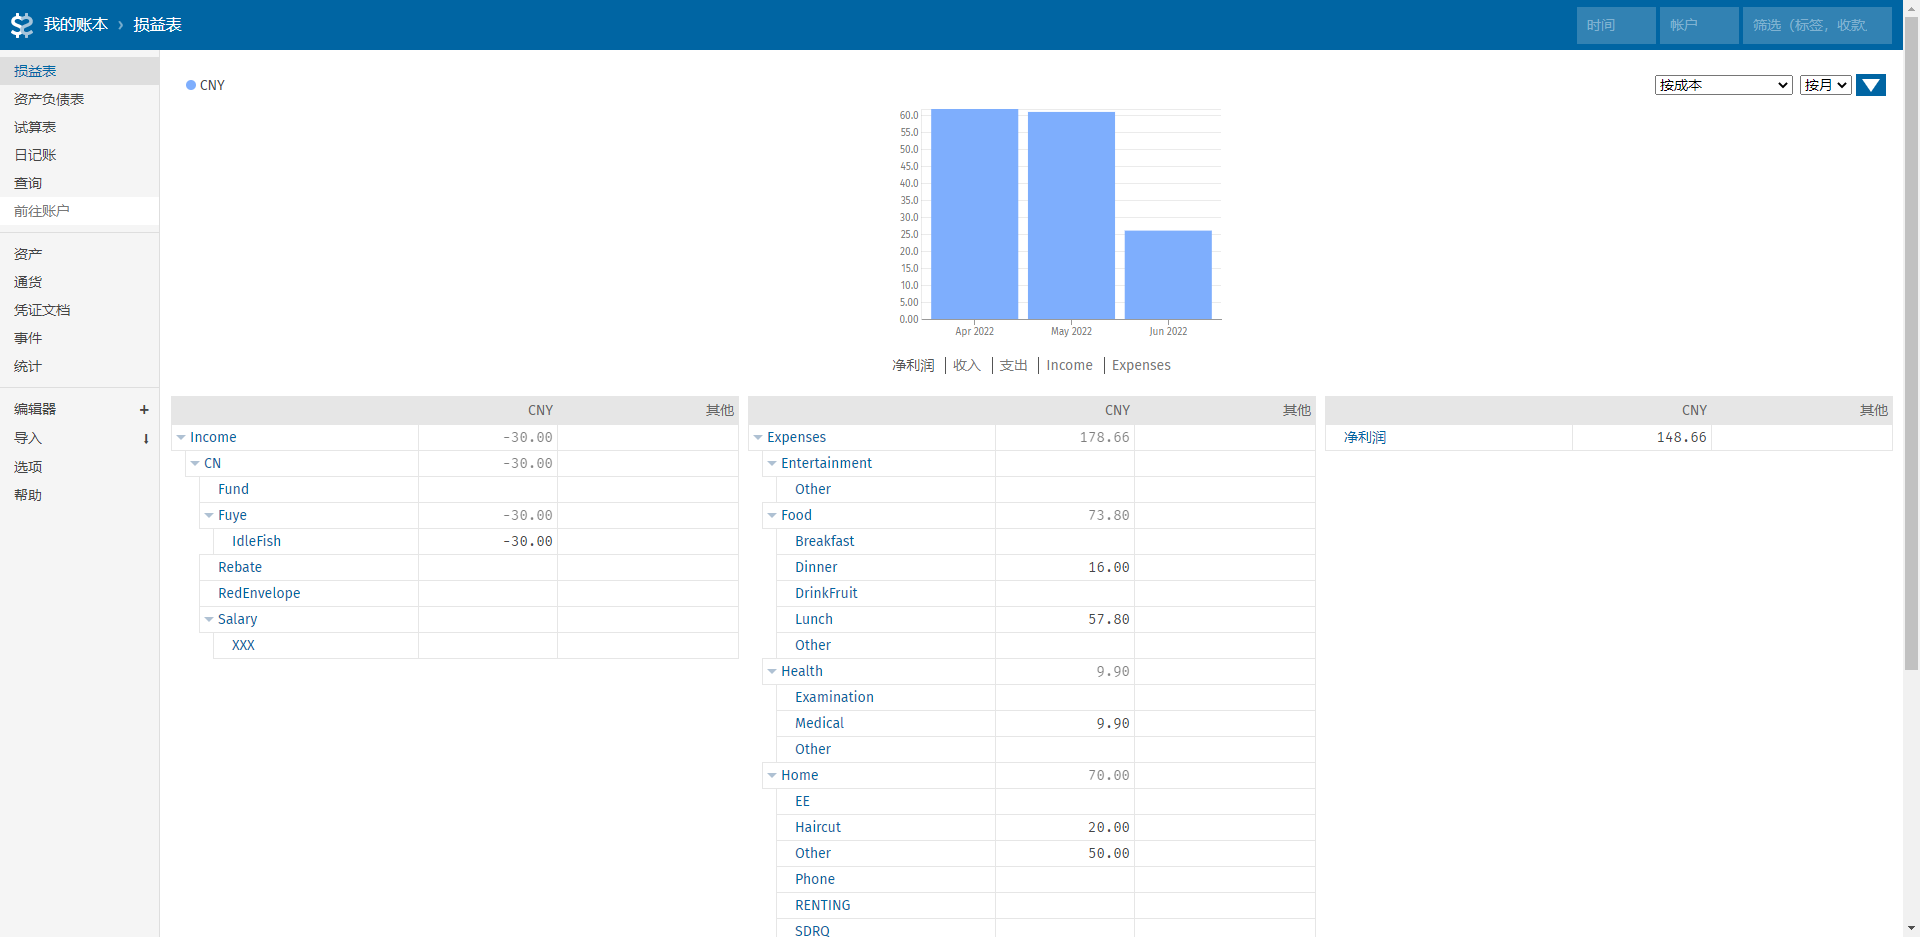 我的账本 › 损益表
时间 帐户 筛选（标签，收款
损益表
资产负债表
试算表
日记账
查询
前往账户
资产
通货
凭证文档
事件
统计
编辑器 +
导入 ⭣
选项
帮助
CNY
按成本 按月
60.0
55.0
50.0
45.0
40.0
35.0
30.0
25.0
20.0
15.0
10.0
5.00
0.00
Apr 2022 May 2022 Jun 2022
净利润 收入 支出 Income Expenses
CNY 其他
Income -30.00
CN -30.00
Fund
Fuye -30.00
IdleFish -30.00
Rebate
RedEnvelope
Salary
XXX
CNY 其他
Expenses 178.66
Entertainment
Other
Food 73.80
Breakfast
Dinner 16.00
DrinkFruit
Lunch 57.80
Other
Health 9.90
Examination
Medical 9.90
Other
Home 70.00
EE
Haircut 20.00
Other 50.00
Phone
RENTING
SDRQ
CNY 其他
净利润 148.66